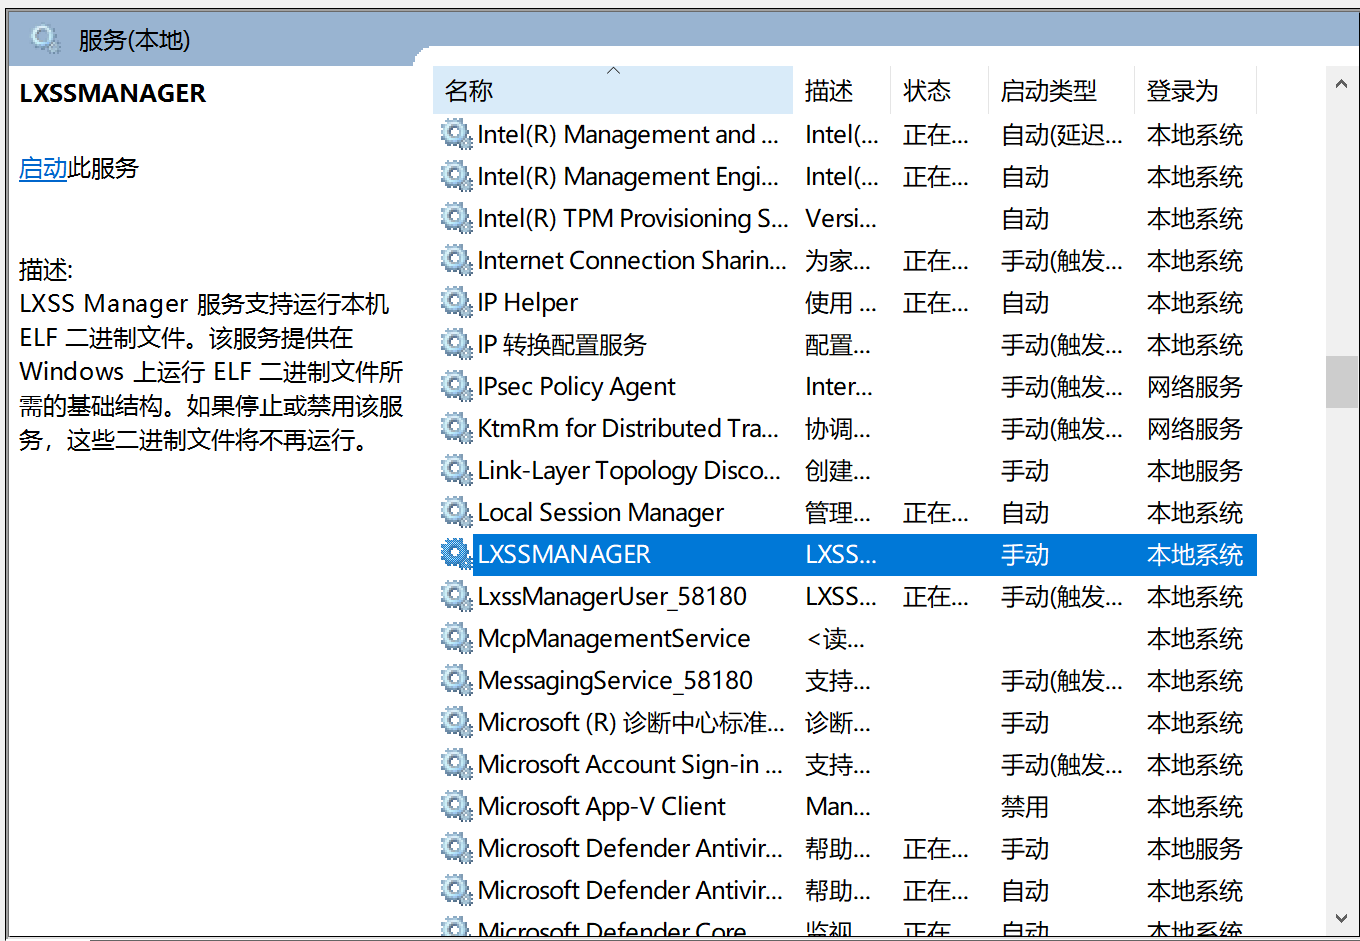 服务(本地)
LXSSMANAGER
启动此服务
描述:
LXSS Manager 服务支持运行本机
ELF 二进制文件。该服务提供在
Windows 上运行 ELF 二进制文件所
需的基础结构。如果停止或禁用该服
务，这些二进制文件将不再运行。
名称 描述 状态 启动类型 登录为
Intel(R) Management and ... Intel(... 正在... 自动(延迟... 本地系统
Intel(R) Management Engi... Intel(... 正在... 自动 本地系统
Intel(R) TPM Provisioning S... Versi... 自动 本地系统
Internet Connection Sharin... 为家... 正在... 手动(触发... 本地系统
IP Helper 使用 ... 正在... 自动 本地系统
IP 转换配置服务 配置... 手动(触发... 本地系统
IPsec Policy Agent Inter... 手动(触发... 网络服务
KtmRm for Distributed Tra... 协调... 手动(触发... 网络服务
Link-Layer Topology Disco... 创建... 手动 本地服务
Local Session Manager 管理... 正在... 自动 本地系统
LXSSMANAGER LXSS... 手动 本地系统
LxssManagerUser_58180 LXSS... 正在... 手动(触发... 本地系统
McpManagementService <读... 本地系统
MessagingService_58180 支持... 手动(触发... 本地系统
Microsoft (R) 诊断中心标准... 诊断... 手动 本地系统
Microsoft Account Sign-in ... 支持... 手动(触发... 本地系统
Microsoft App-V Client Man... 禁用 本地系统
Microsoft Defender Antivir... 帮助... 正在... 手动 本地服务
Microsoft Defender Antivir... 帮助... 正在... 自动 本地系统
Microsoft Defender Core 监视 正在 自动 本地系统